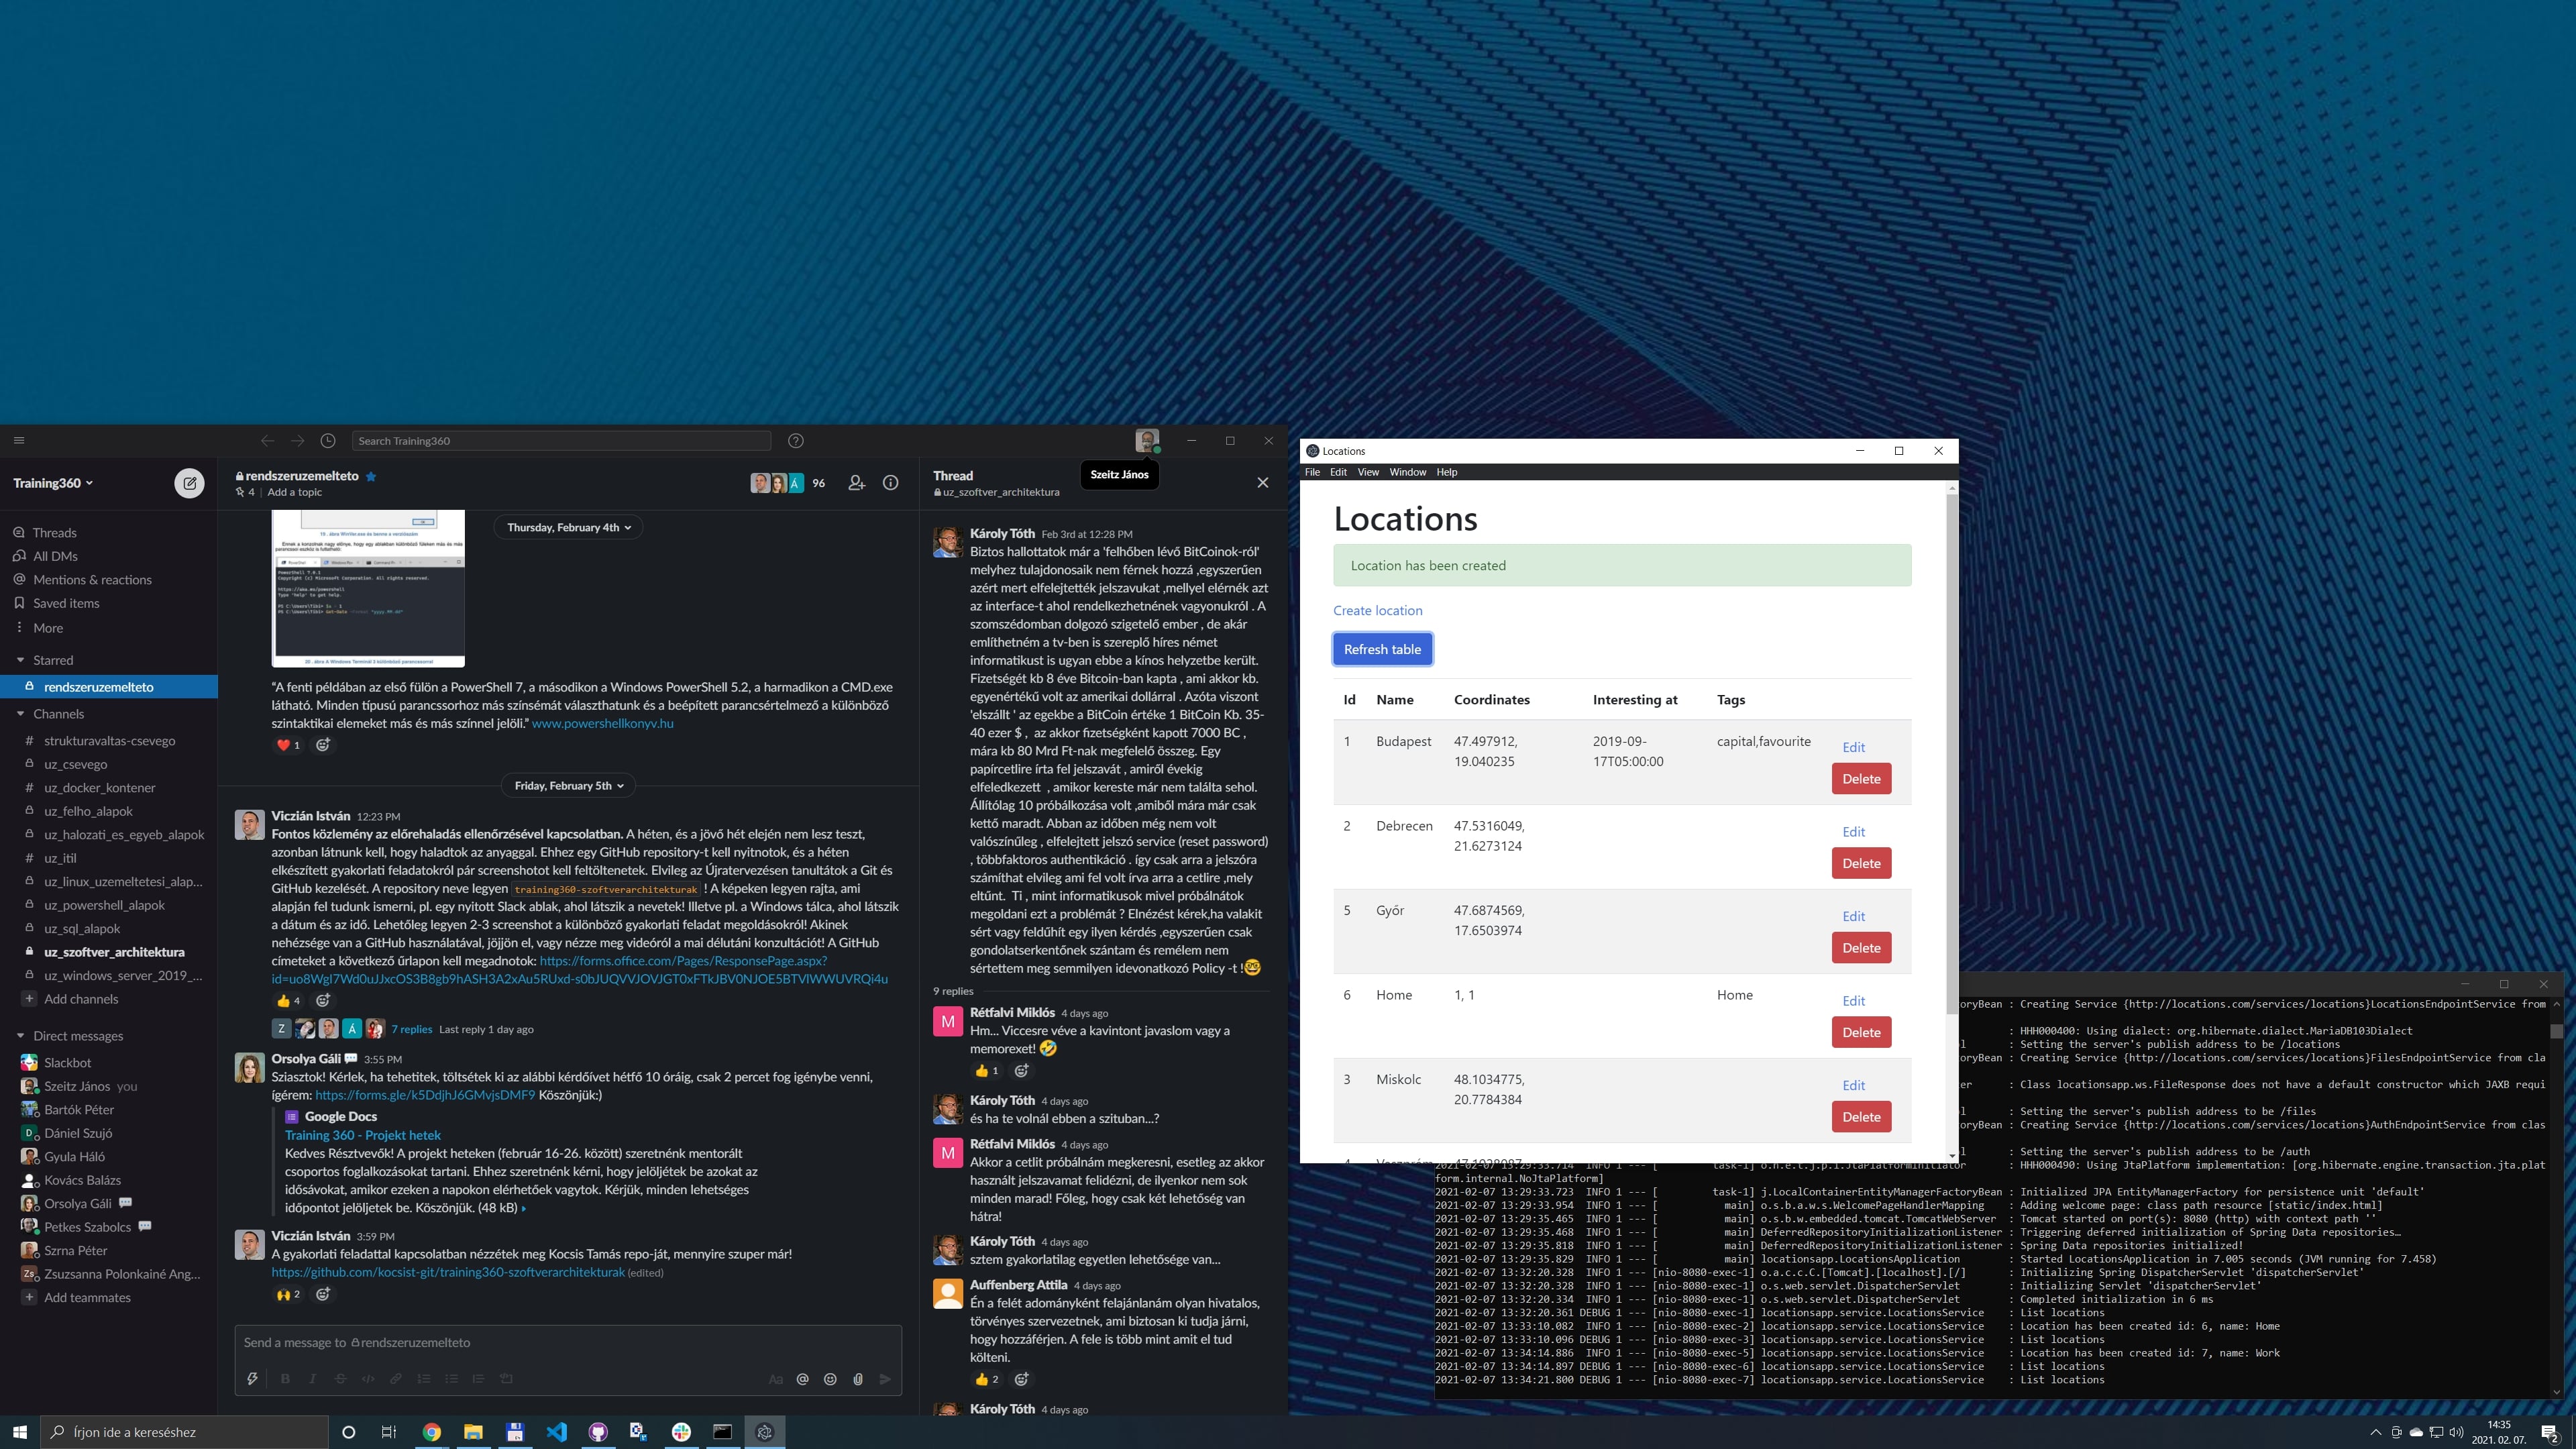 Search Training360
Training360
Threads
All DMs
Mentions & reactions
Saved items
More
Starred
rendszeruzemelteto
Channels
# strukturavaltas-csevego
uz_csevego
# uz_docker_kontener
uz_felho_alapok
uz_halozati_es_egyeb_alapok
# uz_itil
uz_linux_uzemeltetesi_alap...
uz_powershell_alapok
uz_sql_alapok
uz_szoftver_architektura
uz_windows_server_2019_...
Add channels
Direct messages
Slackbot
Szeitz János you
Bartók Péter
Dániel Szujó
Gyula Háló
Kovács Balázs
Orsolya Gáli
Petkes Szabolcs
Szrna Péter
Zsuzsanna Polonkainé Ang...
Add teammates
rendszeruzemelteto
4 | Add a topic
96
Thursday, February 4th
“A fenti példában az első fülön a PowerShell 7, a másodikon a Windows PowerShell 5.2, a harmadikon a CMD.exe
látható. Minden típusú parancssorhoz más színsémát választhatunk és a beépített parancsértelmező a különböző
szintaktikai elemeket más és más színnel jelöli.” www.powershellkonyv.hu
1
Friday, February 5th
Viczián István 12:23 PM
Fontos közlemény az előrehaladás ellenőrzésével kapcsolatban. A héten, és a jövő hét elején nem lesz teszt,
azonban látnunk kell, hogy haladtok az anyaggal. Ehhez egy GitHub repository-t kell nyitnotok, és a héten
elkészített gyakorlati feladatokról pár screenshotot kell feltöltenetek. Elvileg az Újratervezésen tanultátok a Git és
GitHub kezelését. A repository neve legyen training360-szoftverarchitekturak ! A képeken legyen rajta, ami
alapján fel tudunk ismerni, pl. egy nyitott Slack ablak, ahol látszik a nevetek! Illetve pl. a Windows tálca, ahol látszik
a dátum és az idő. Lehetőleg legyen 2-3 screenshot a különböző gyakorlati feladat megoldásokról! Akinek
nehézsége van a GitHub használatával, jöjjön el, vagy nézze meg videóról a mai délutáni konzultációt! A GitHub
címeteket a következő űrlapon kell megadnotok: https://forms.office.com/Pages/ResponsePage.aspx?
id=uo8Wgl7Wd0uJJxcOS3B8gb9hASH3A2xAu5RUxd-s0bJUQVVJOVJGT0xFTkJBV0NJOE5BTVlWWUVRQi4u
4
7 replies Last reply 1 day ago
Orsolya Gáli 3:55 PM
Sziasztok! Kérlek, ha tehetitek, töltsétek ki az alábbi kérdőívet hétfő 10 óráig, csak 2 percet fog igénybe venni,
ígérem: https://forms.gle/k5DdjhJ6GMvjsDMF9 Köszönjük:)
Google Docs
Training 360 - Projekt hetek
Kedves Résztvevők! A projekt heteken (február 16-26. között) szeretnénk mentorált
csoportos foglalkozásokat tartani. Ehhez szeretnénk kérni, hogy jelöljétek be azokat az
idősávokat, amikor ezeken a napokon elérhetőek vagytok. Kérjük, minden lehetséges
időpontot jelöljetek be. Köszönjük. (48 kB)
Viczián István 3:59 PM
A gyakorlati feladattal kapcsolatban nézzétek meg Kocsis Tamás repo-ját, mennyire szuper már!
https://github.com/kocsist-git/training360-szoftverarchitekturak (edited)
2
Send a message to rendszeruzemelteto
Thread
uz_szoftver_architektura
Szeitz János
Károly Tóth Feb 3rd at 12:28 PM
Biztos hallottatok már a 'felhőben lévő BitCoinok-ról'
melyhez tulajdonosaik nem férnek hozzá ,egyszerűen
azért mert elfelejtették jelszavukat ,mellyel elérnék azt
az interface-t ahol rendelkezhetnének vagyonukról . A
szomszédomban dolgozó szigetelő ember , de akár
említhetném a tv-ben is szereplő híres német
informatikust is ugyan ebbe a kínos helyzetbe került.
Fizetségét kb 8 éve Bitcoin-ban kapta , ami akkor kb.
egyenértékű volt az amerikai dollárral . Azóta viszont
'elszállt ' az egekbe a BitCoin értéke 1 BitCoin Kb. 35-
40 ezer $ , az akkor fizetségként kapott 7000 BC ,
mára kb 80 Mrd Ft-nak megfelelő összeg. Egy
papírcetlire írta fel jelszavát , amiről évekig
elfeledkezett , amikor kereste már nem találta sehol.
Állítólag 10 próbálkozása volt ,amiből mára már csak
kettő maradt. Abban az időben még nem volt
valószínűleg , elfelejtett jelszó service (reset password)
, többfaktoros authentikáció . így csak arra a jelszóra
számíthat elvileg ami fel volt írva arra a cetlire ,mely
eltűnt. Ti , mint informatikusok mivel próbálnátok
megoldani ezt a problémát ? Elnézést kérek,ha valakit
sért vagy feldühít egy ilyen kérdés ,egyszerűen csak
gondolatserkentőnek szántam és remélem nem
sértettem meg semmilyen idevonatkozó Policy -t !
9 replies
Rétfalvi Miklós 4 days ago
Hm... Viccesre véve a kavintont javaslom vagy a
memorexet!
1
Károly Tóth 4 days ago
és ha te volnál ebben a szituban...?
Rétfalvi Miklós 4 days ago
Akkor a cetlit próbálnám megkeresni, esetleg az akkor
használt jelszavamat felidézni, de ilyenkor nem sok
minden marad! Főleg, hogy csak két lehetőség van
hátra!
Károly Tóth 4 days ago
sztem gyakorlatilag egyetlen lehetősége van...
Auffenberg Attila 4 days ago
Én a felét adományként felajánlanám olyan hivatalos,
törvényes szervezetnek, ami biztosan ki tudja járni,
hogy hozzáférjen. A fele is több mint amit el tud
költeni.
2
Károly Tóth 4 days ago
Locations
File Edit View Window Help
Locations
Location has been created
Create location
Refresh table
Id Name Coordinates Interesting at Tags
1 Budapest 47.497912, 19.040235 2019-09-17T05:00:00 capital,favourite Edit Delete
2 Debrecen 47.5316049, 21.6273124 Edit Delete
5 Győr 47.6874569, 17.6503974 Edit Delete
6 Home 1, 1 Home Edit Delete
3 Miskolc 48.1034775, 20.7784384 Edit Delete
oryBean : Creating Service {http://locations.com/services/locations}LocationsEndpointService from
: HHH000400: Using dialect: org.hibernate.dialect.MariaDB103Dialect
l : Setting the server's publish address to be /locations
oryBean : Creating Service {http://locations.com/services/locations}FilesEndpointService from cla
er : Class locationsapp.ws.FileResponse does not have a default constructor which JAXB requi
l : Setting the server's publish address to be /files
oryBean : Creating Service {http://locations.com/services/locations}AuthEndpointService from clas
l : Setting the server's publish address to be /auth
2021-02-07 13:29:33.714 INFO 1 --- [ task-1] o.h.e.t.j.p.i.JtaPlatformInitiator : HHH000490: Using JtaPlatform implementation: [org.hibernate.engine.transaction.jta.plat
form.internal.NoJtaPlatform]
2021-02-07 13:29:33.723 INFO 1 --- [ task-1] j.LocalContainerEntityManagerFactoryBean : Initialized JPA EntityManagerFactory for persistence unit 'default'
2021-02-07 13:29:33.954 INFO 1 --- [ main] o.s.b.a.w.s.WelcomePageHandlerMapping : Adding welcome page: class path resource [static/index.html]
2021-02-07 13:29:35.465 INFO 1 --- [ main] o.s.b.w.embedded.tomcat.TomcatWebServer : Tomcat started on port(s): 8080 (http) with context path ''
2021-02-07 13:29:35.468 INFO 1 --- [ main] DeferredRepositoryInitializationListener : Triggering deferred initialization of Spring Data repositories…
2021-02-07 13:29:35.818 INFO 1 --- [ main] DeferredRepositoryInitializationListener : Spring Data repositories initialized!
2021-02-07 13:29:35.829 INFO 1 --- [ main] locationsapp.LocationsApplication : Started LocationsApplication in 7.005 seconds (JVM running for 7.458)
2021-02-07 13:32:20.328 INFO 1 --- [nio-8080-exec-1] o.a.c.c.C.[Tomcat].[localhost].[/] : Initializing Spring DispatcherServlet 'dispatcherServlet'
2021-02-07 13:32:20.328 INFO 1 --- [nio-8080-exec-1] o.s.web.servlet.DispatcherServlet : Initializing Servlet 'dispatcherServlet'
2021-02-07 13:32:20.334 INFO 1 --- [nio-8080-exec-1] o.s.web.servlet.DispatcherServlet : Completed initialization in 6 ms
2021-02-07 13:32:20.361 DEBUG 1 --- [nio-8080-exec-1] locationsapp.service.LocationsService : List locations
2021-02-07 13:33:10.082 INFO 1 --- [nio-8080-exec-2] locationsapp.service.LocationsService : Location has been created id: 6, name: Home
2021-02-07 13:33:10.096 DEBUG 1 --- [nio-8080-exec-3] locationsapp.service.LocationsService : List locations
2021-02-07 13:34:14.886 INFO 1 --- [nio-8080-exec-5] locationsapp.service.LocationsService : Location has been created id: 7, name: Work
2021-02-07 13:34:14.897 DEBUG 1 --- [nio-8080-exec-6] locationsapp.service.LocationsService : List locations
2021-02-07 13:34:21.800 DEBUG 1 --- [nio-8080-exec-7] locationsapp.service.LocationsService : List locations
Írjon ide a kereséshez
14:35
2021. 02. 07.
2